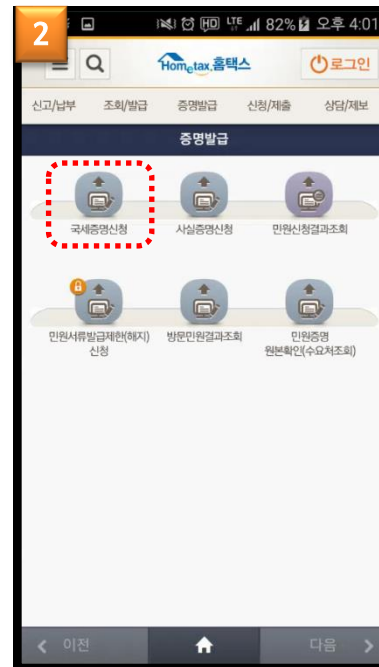 2
HD LTE 82% 오후 4:01
Hometax 홈택스 로그인
신고/납부 조회/발급 증명발급 신청/제출 상담/제보
증명발급
국세증명신청 사실증명신청 민원신청결과조회
민원서류발급제한(해지)
신청
방문민원결과조회
민원증명
원본확인(수요처조회)
이전 다음